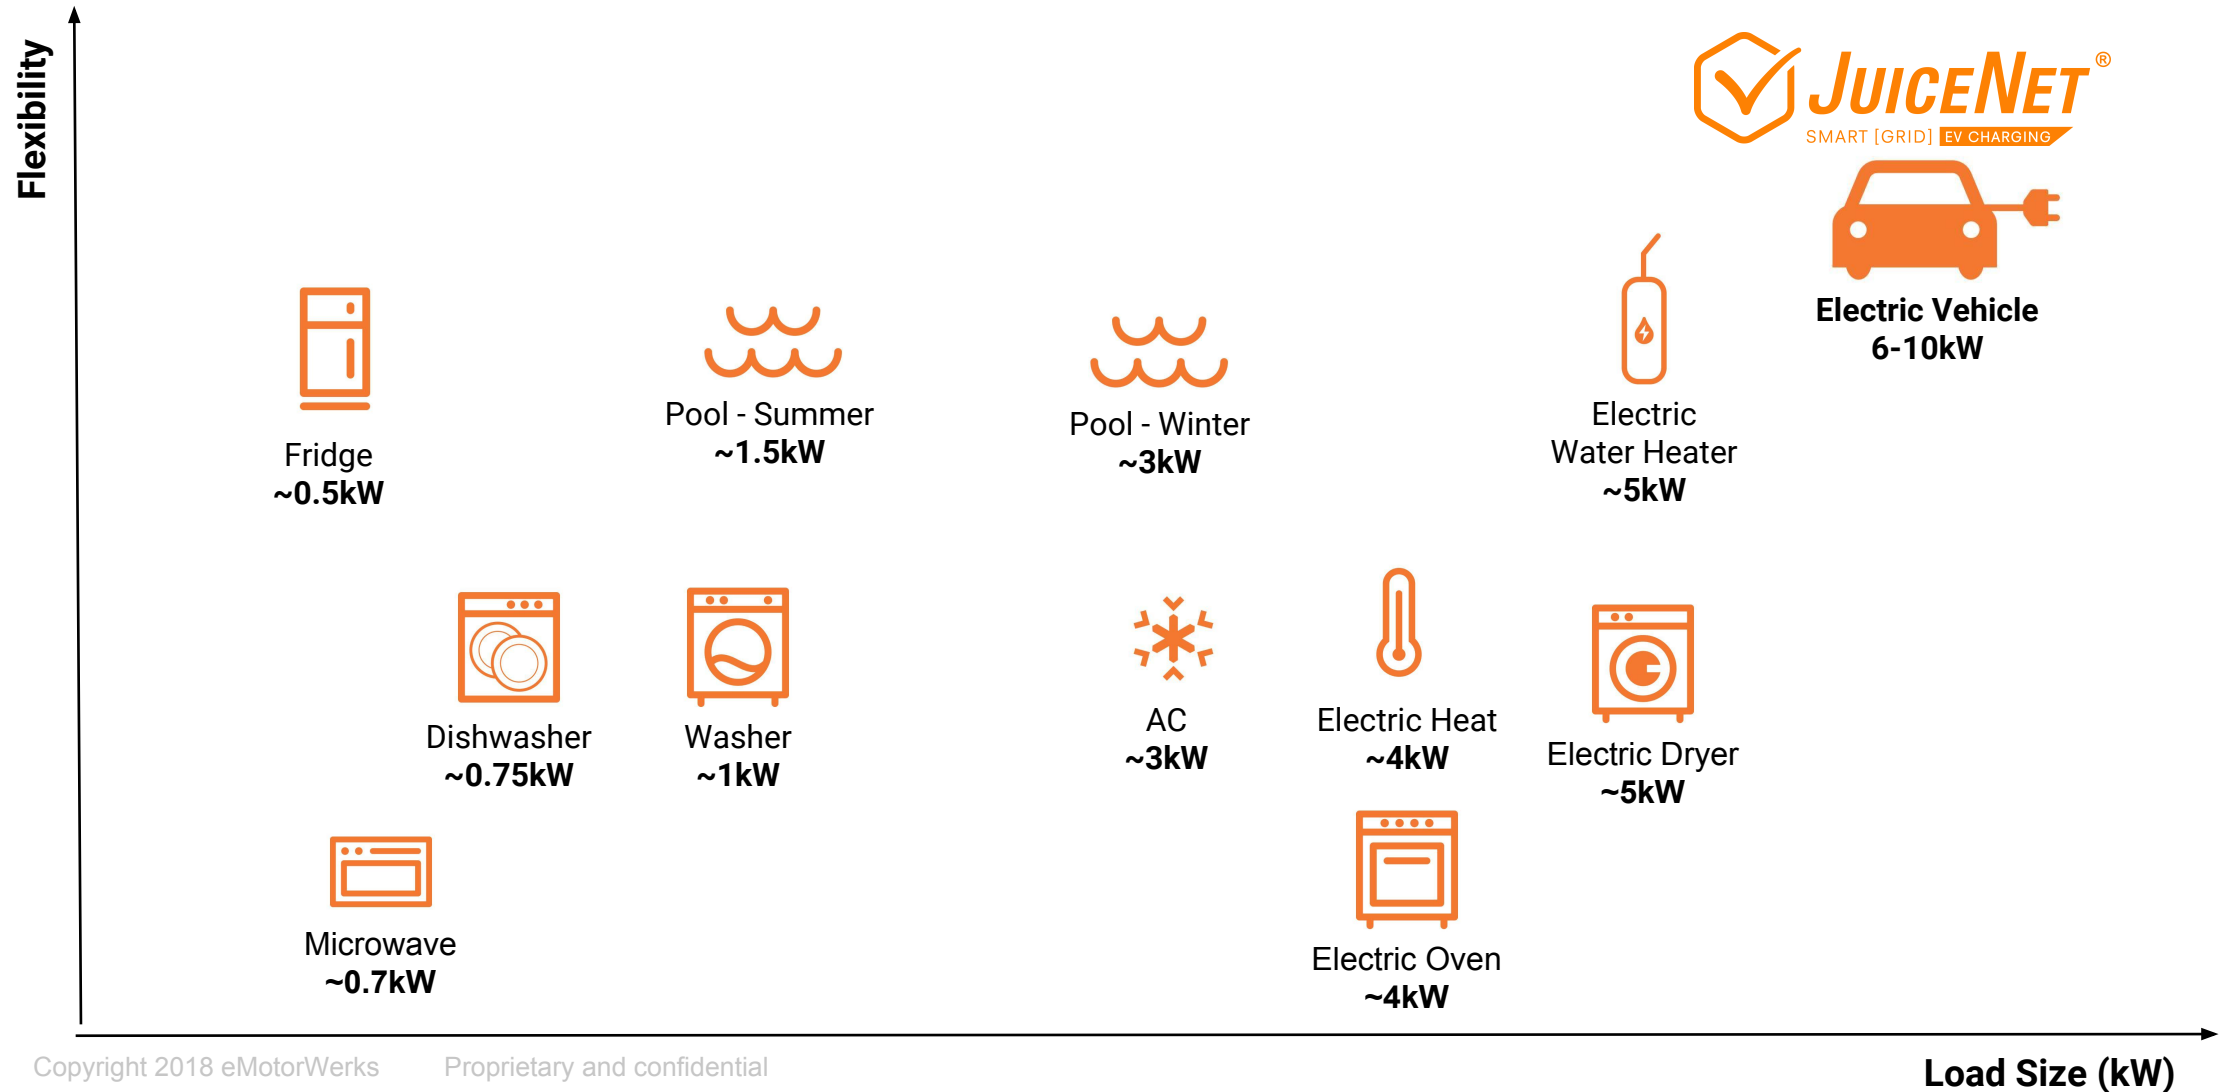 Flexibility
JUICENET®
SMART [GRID] EV CHARGING
Electric Vehicle
6-10kW
Fridge
~0.5kW
Pool - Summer
~1.5kW
Pool - Winter
~3kW
Electric
Water Heater
~5kW
Dishwasher
~0.75kW
Washer
~1kW
AC
~3kW
Electric Heat
~4kW
Electric Dryer
~5kW
Microwave
~0.7kW
Electric Oven
~4kW
Load Size (kW)
Copyright 2018 eMotorWerks Proprietary and confidential